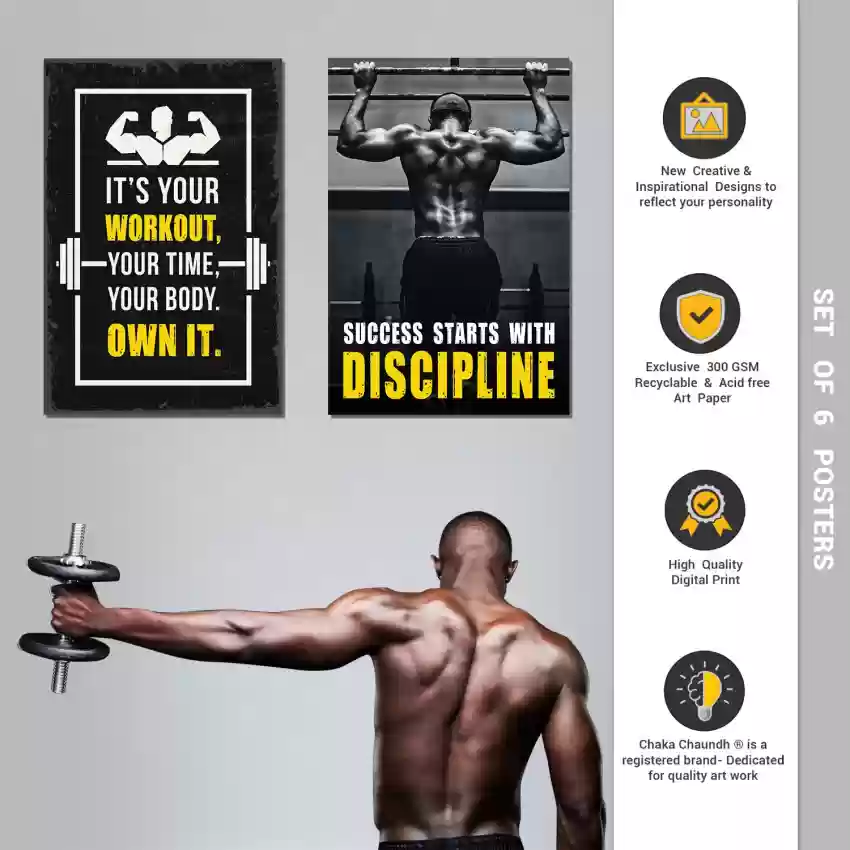 IT'S YOUR
WORKOUT,
YOUR TIME,
YOUR BODY.
OWN IT.
SUCCESS STARTS WITH
DISCIPLINE
New Creative &
Inspirational Designs to
reflect your personality
Exclusive 300 GSM
Recyclable & Acid free
Art Paper
High Quality
Digital Print
Chaka Chaundh ® is a
registered brand- Dedicated
for quality art work
SET OF 6 POSTERS